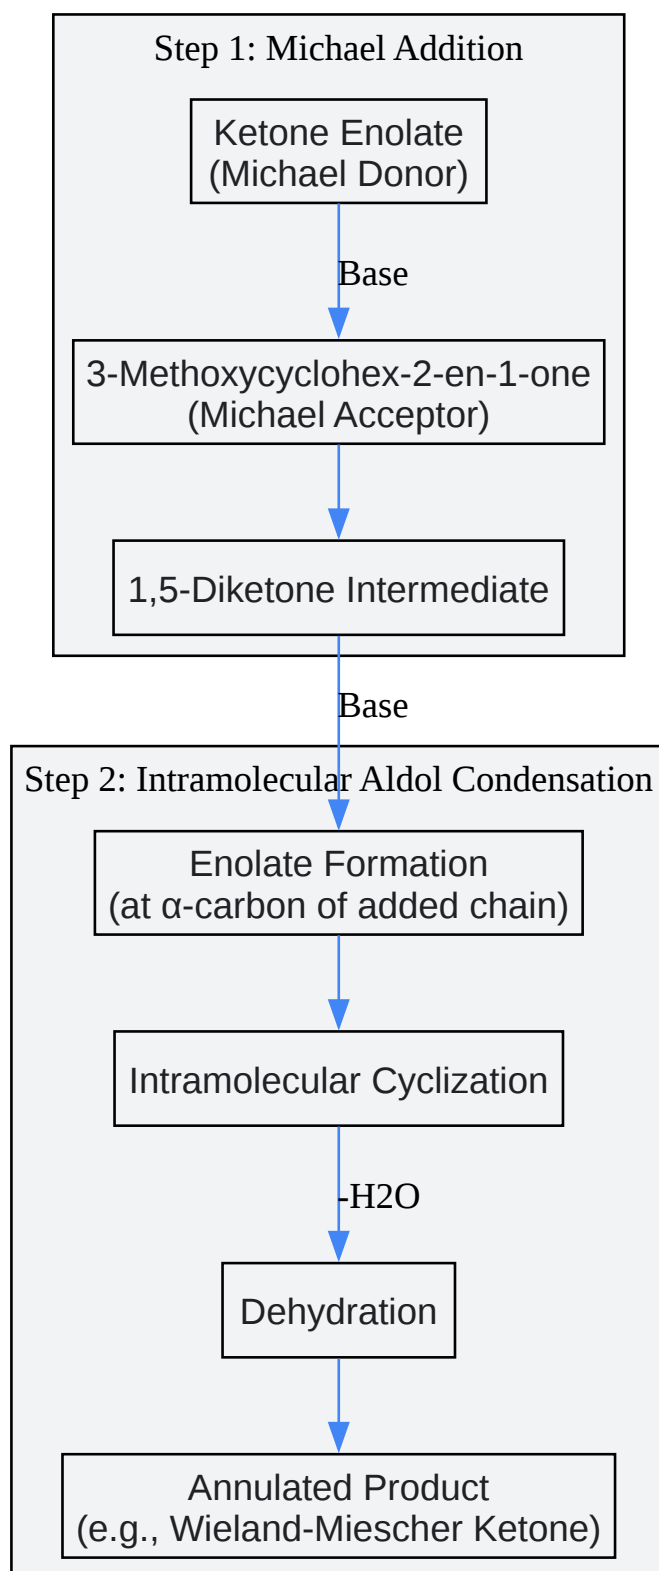 Step 1: Michael Addition
Ketone Enolate
(Michael Donor)
Base
3-Methoxycyclohex-2-en-1-one
(Michael Acceptor)
1,5-Diketone Intermediate
Base
Step 2: Intramolecular Aldol Condensation
Enolate Formation
(at α-carbon of added chain)
Intramolecular Cyclization
-H2O
Dehydration
Annulated Product
(e.g., Wieland-Miescher Ketone)